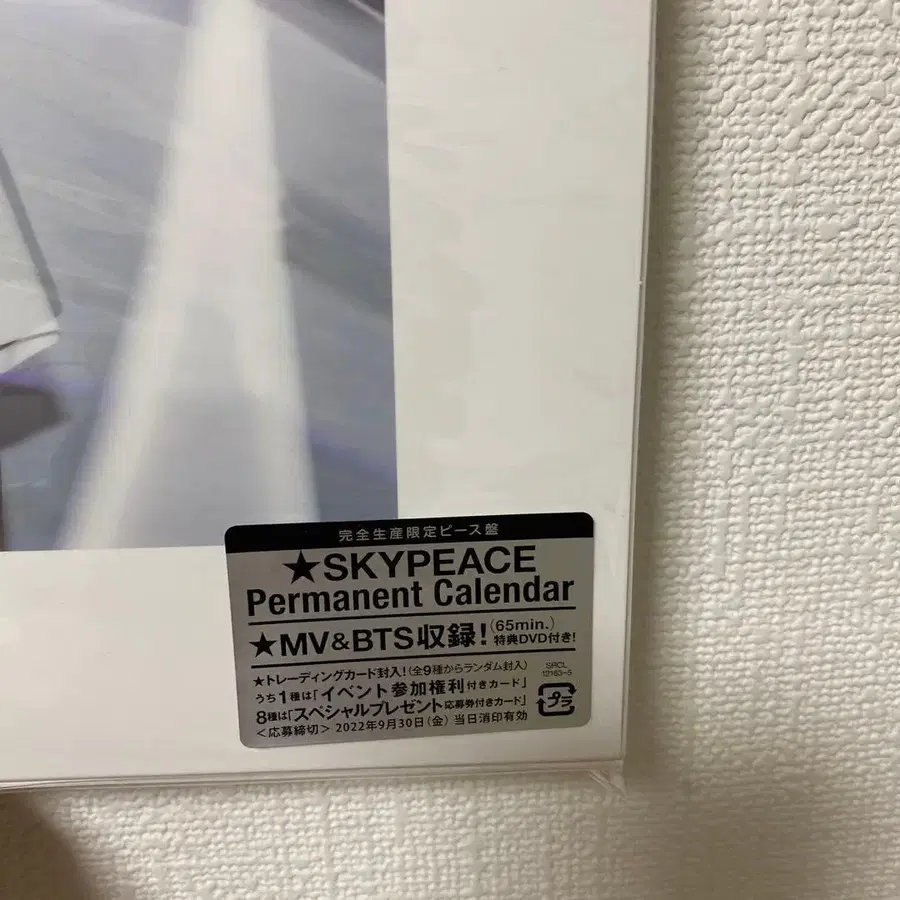 完全生産限定ピース盤
★SKYPEACE
Permanent Calendar
★MV&BTS収録!(65min.)特典DVD付き!
★トレーディングカード封入!(全9種からランダム封入)
うち1種は「イベント参加権利付きカード」
8種は「スペシャルプレゼント応募券付きカード」
<応募締切> 2022年9月30日(金) 当日消印有効
SRCL
12163-5
プラ